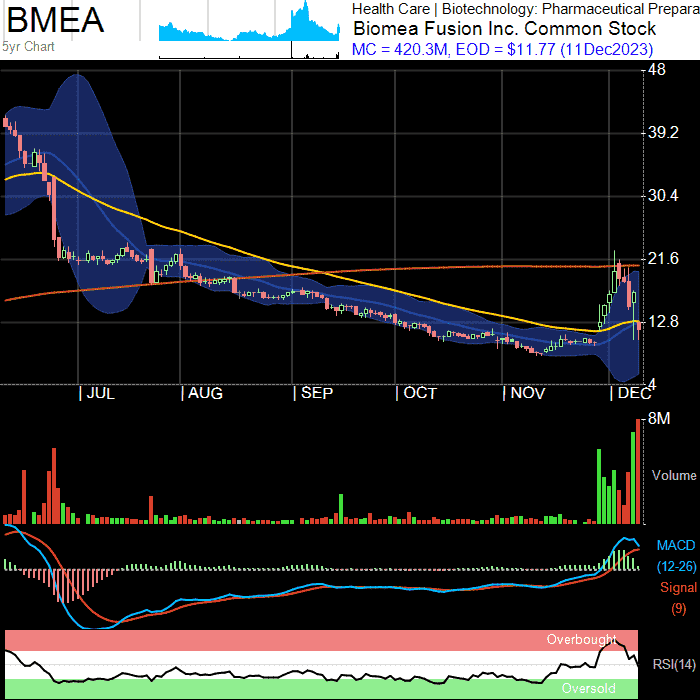 BMEA
5yr Chart
Health Care | Biotechnology: Pharmaceutical Prepara
Biomea Fusion Inc. Common Stock
MC = 420.3M, EOD = $11.77 (11Dec2023)
48
39.2
30.4
21.6
12.8
4
JUL
AUG
SEP
OCT
NOV
DEC
8M
Volume
MACD
(12-26)
Signal
(9)
Overbought
RSI(14)
Oversold